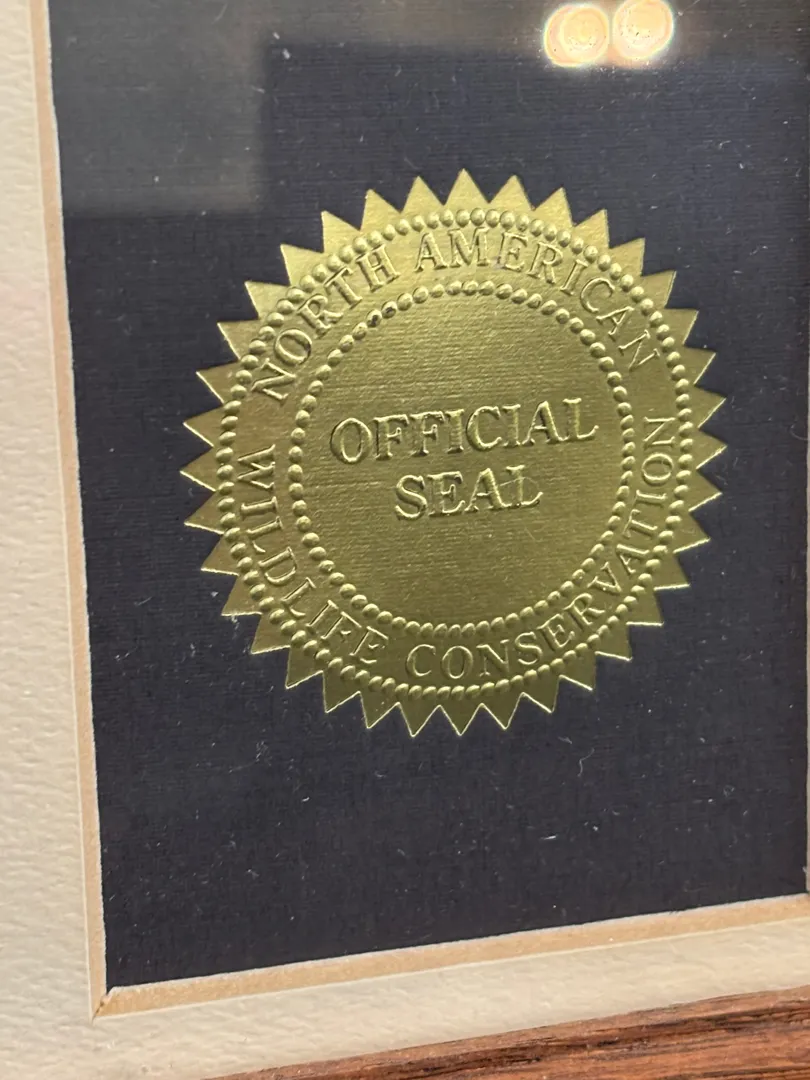 NORTH AMERICAN
OFFICIAL
SEAL
WILDLIFE CONSERVATION